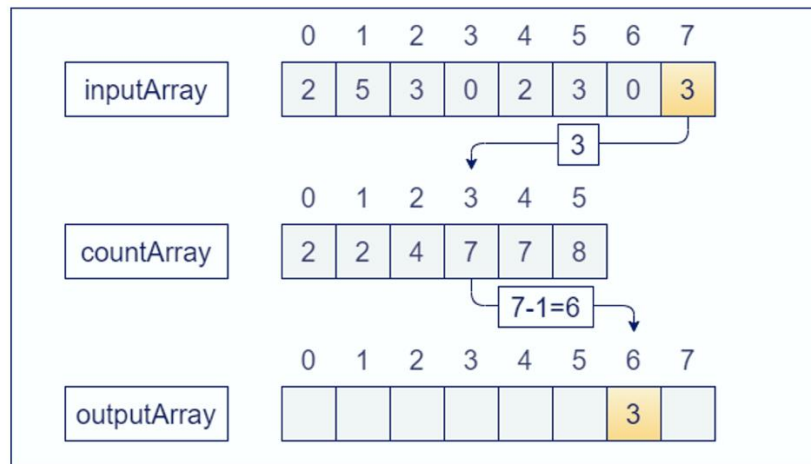 0 1 2 3 4 5 6 7
inputArray 2 5 3 0 2 3 0 3
3
0 1 2 3 4 5
countArray 2 2 4 7 7 8
7-1=6
0 1 2 3 4 5 6 7
outputArray 3